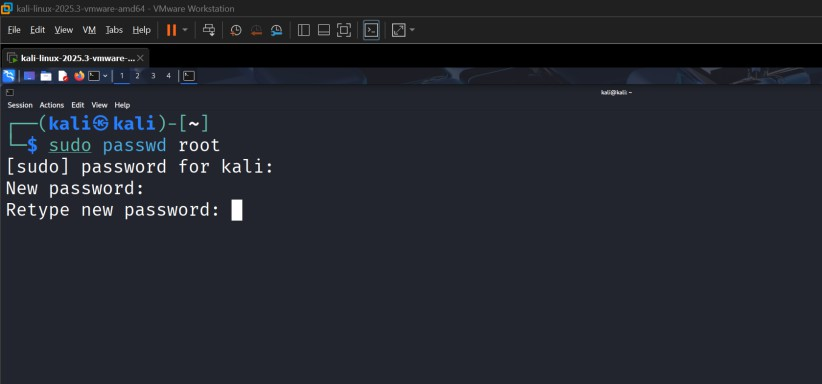 kali-linux-2025.3-vmware-amd64 - VMware Workstation
File Edit View VM Tabs Help
kali-linux-2025.3-vmware-...
1 2 3 4
kali@kali: ~
Session Actions Edit View Help
(kali㉿kali)-[~]
$ sudo passwd root
[sudo] password for kali:
New password:
Retype new password: